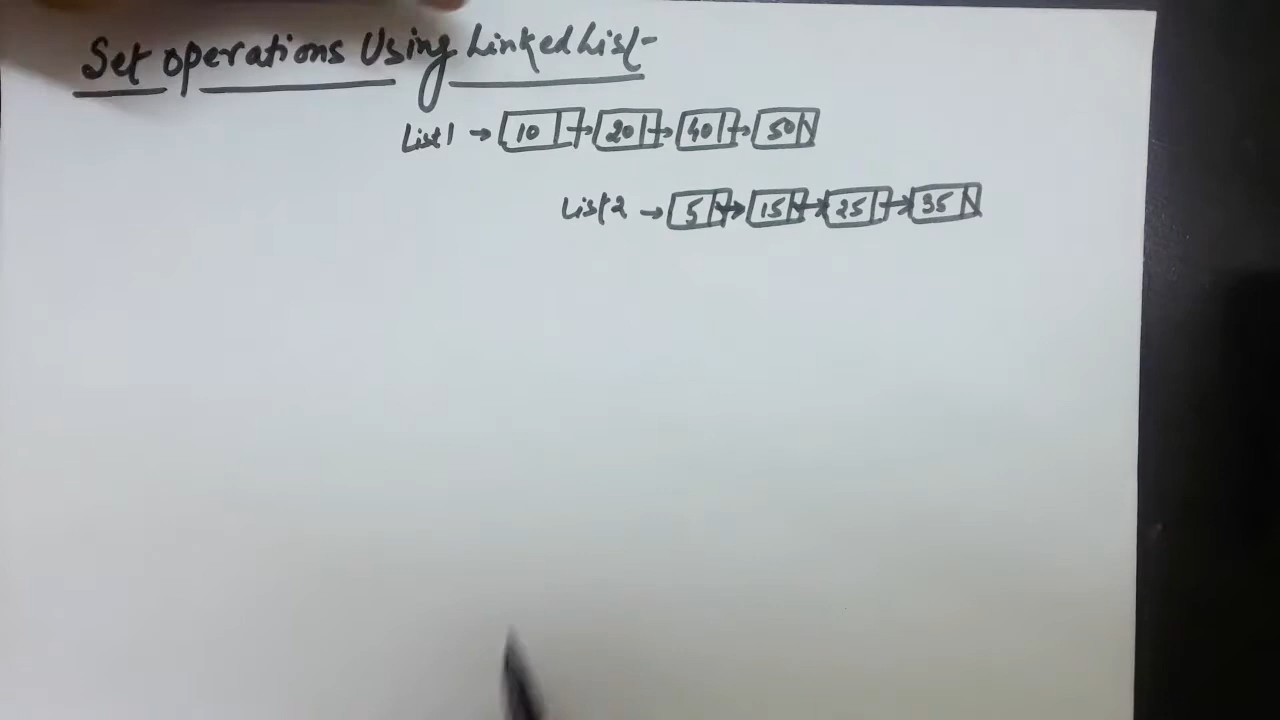 Set operations Using Linked List
List1 → 10 → 20 → 40 → 50
List2 → 5 → 15 → 25 → 35